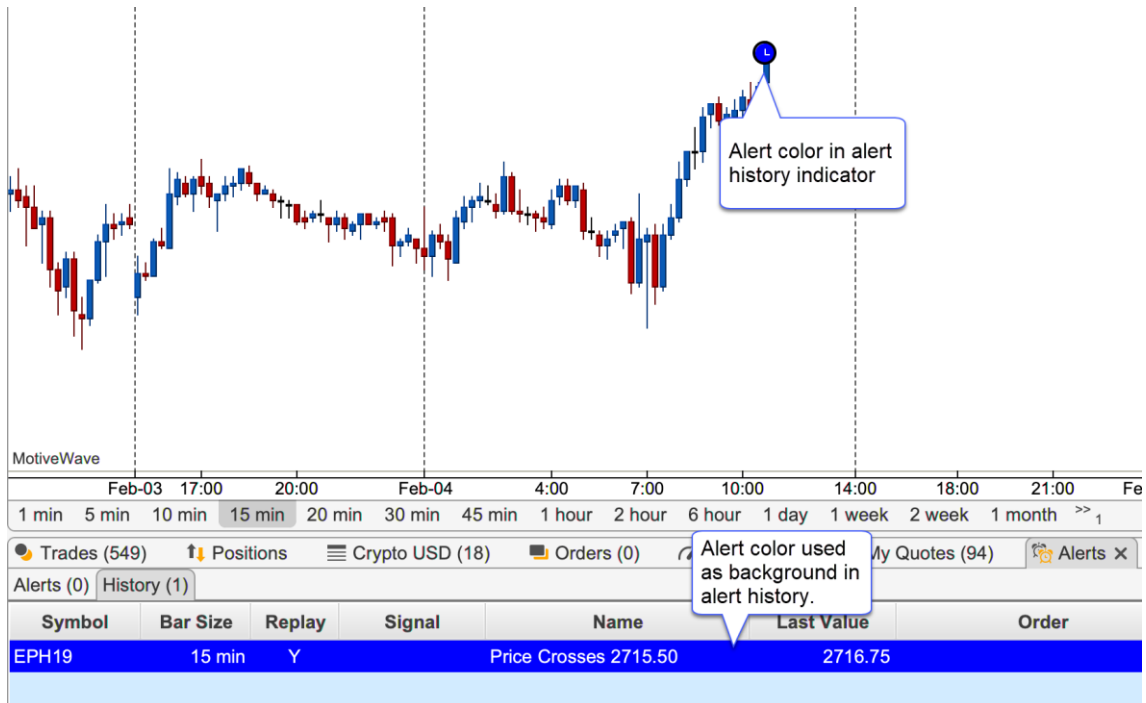 Alert color in alert
history indicator
MotiveWave
Feb-03 17:00 20:00 Feb-04 4:00 7:00 10:00 14:00 18:00 21:00 Fe
1 min 5 min 10 min 15 min 20 min 30 min 45 min 1 hour 2 hour 6 hour 1 day 1 week 2 week 1 month >> 1
Trades (549) Positions Crypto USD (18) Orders (0) My Quotes (94) Alerts
Alert color used
as background in
alert history.
Alerts (0) History (1)
Symbol Bar Size Replay Signal Name Last Value Order
EPH19 15 min Y Price Crosses 2715.50 2716.75